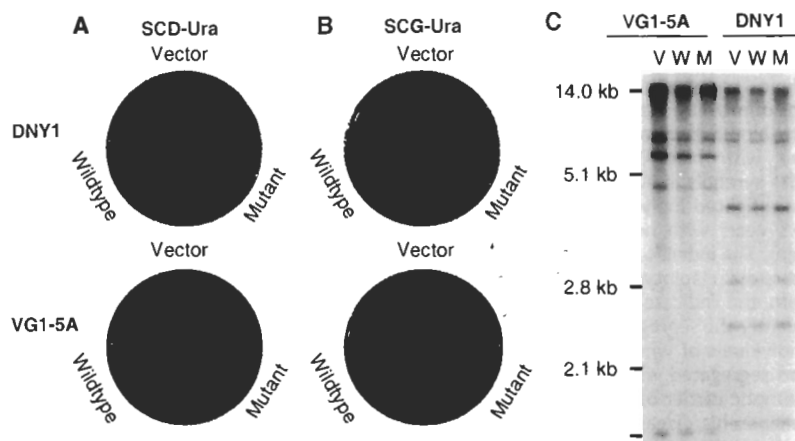 A
SCD-Ura
Vector
DNY1
Wildtype
Mutant
Vector
VG1-5A
Wildtype
Mutant
B
SCG-Ura
Vector
Wildtype
Mutant
Vector
Wildtype
Mutant
C
VG1-5A DNY1
V W M V W M
14.0 kb
5.1 kb
2.8 kb
2.1 kb